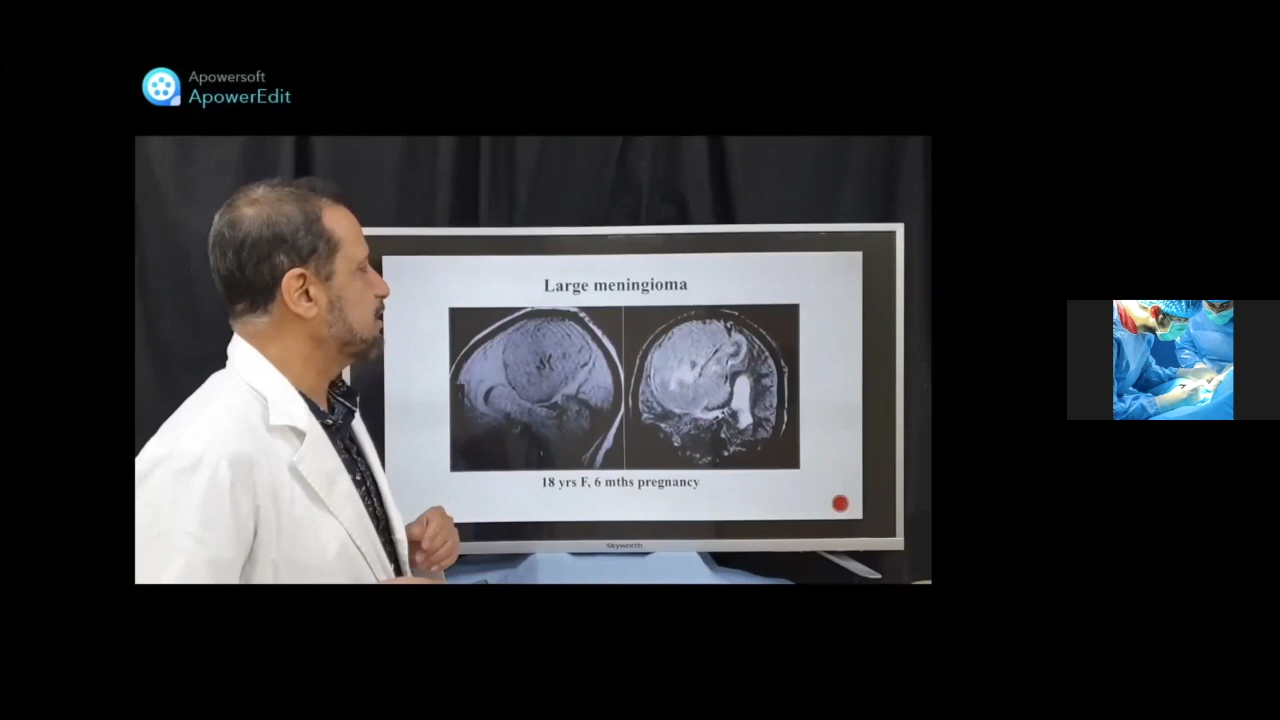 Apowersoft
ApowerEdit
Large meningioma
18 yrs F, 6 mths pregnancy
Skyworth